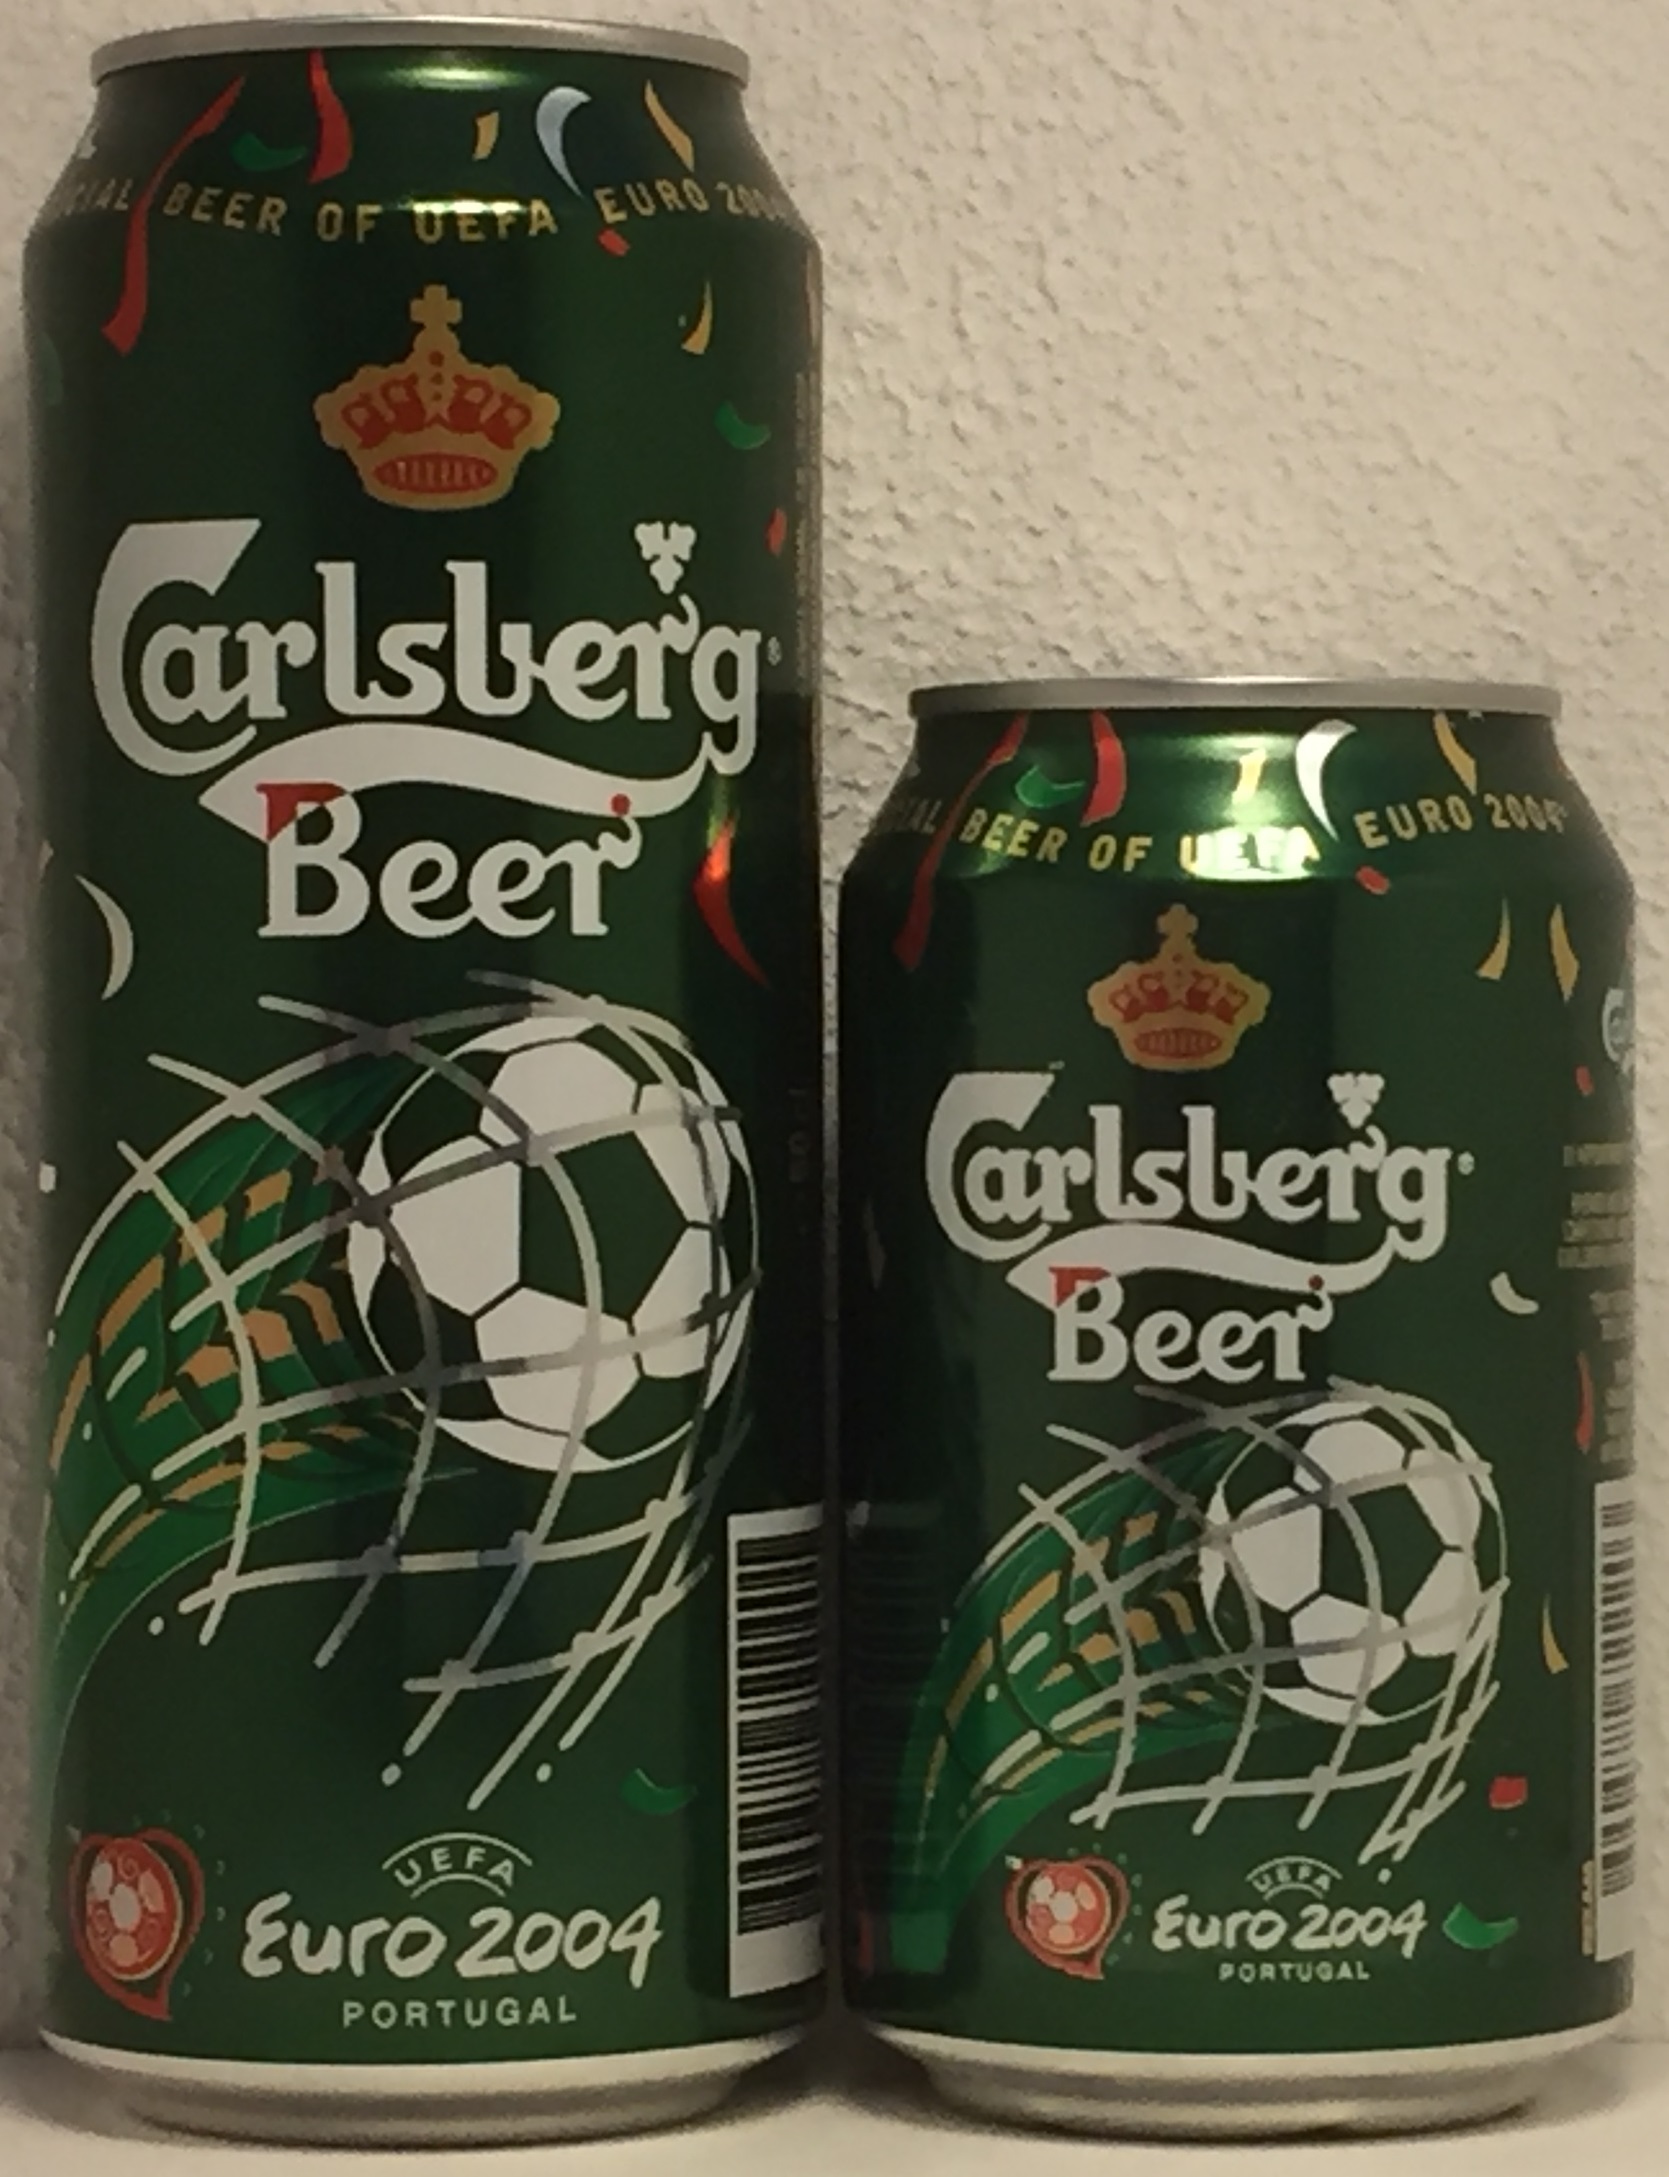 BEER OF UEFA EURO 2004
Carlsberg®
Beer
UEFA
Euro 2004
PORTUGAL
BEER OF UEFA EURO 2004
Carlsberg®
Beer
UEFA
Euro 2004
PORTUGAL